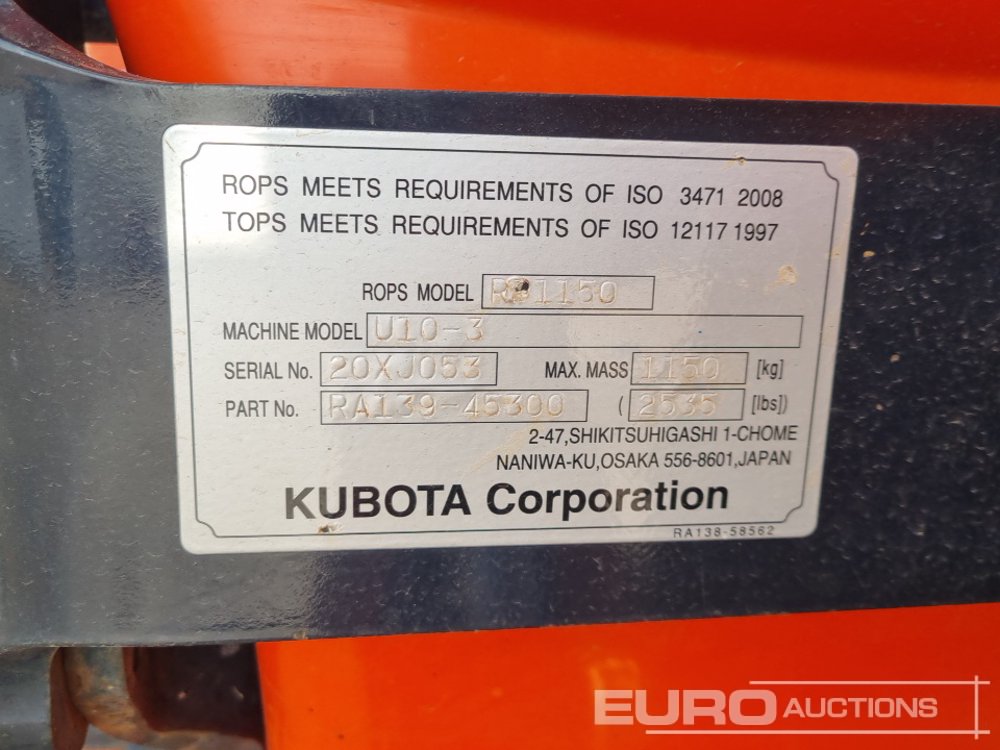 ROPS MEETS REQUIREMENTS OF ISO 3471 2008
TOPS MEETS REQUIREMENTS OF ISO 12117 1997
ROPS MODEL
MACHINE MODEL U10-3
SERIAL No. 20XJ053 MAX. MASS 1150 [kg]
PART No. RA139-45300 ( 2535 [lbs])
2-47,SHIKITSUHIGASHI 1-CHOME
NANIWA-KU,OSAKA 556-8601,JAPAN
KUBOTA Corporation
RA138-58562
EURO AUCTIONS